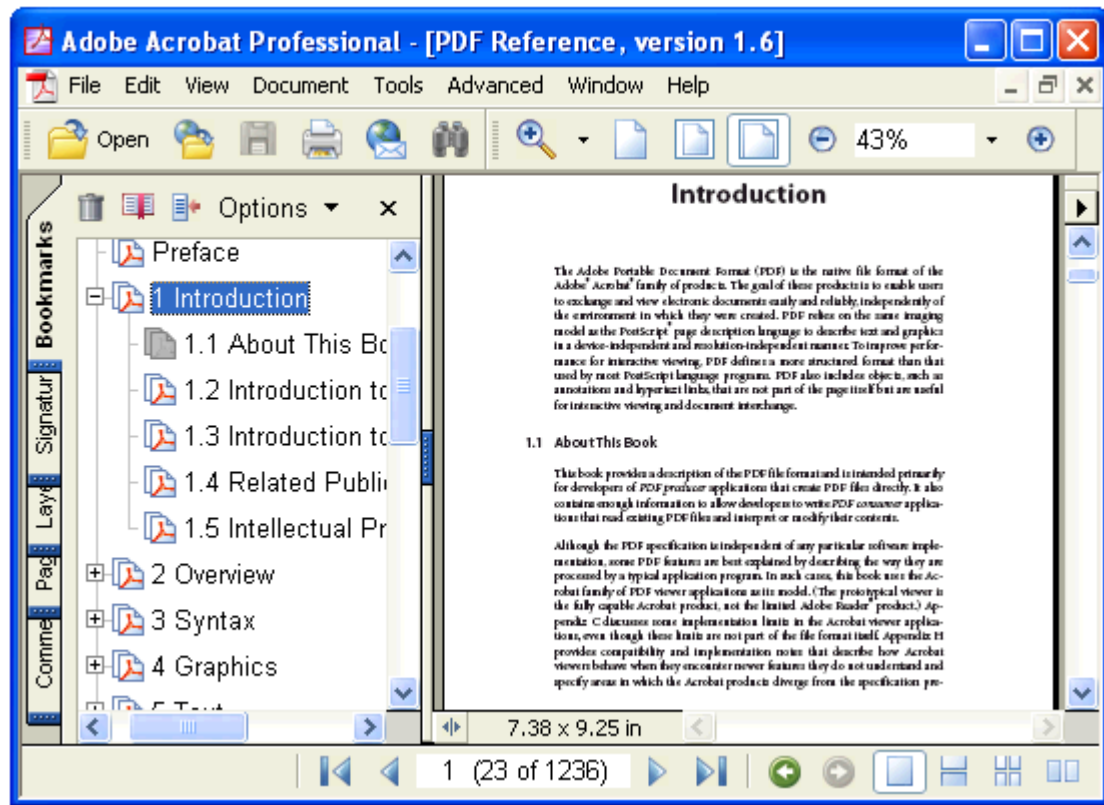 Adobe Acrobat Professional - [PDF Reference, version 1.6]
File Edit View Document Tools Advanced Window Help
Open
43%
Bookmarks
Signatur
Laye
Pag
Comme
Options
Preface
1 Introduction
1.1 About This Bo
1.2 Introduction to
1.3 Introduction to
1.4 Related Public
1.5 Intellectual Pr
2 Overview
3 Syntax
4 Graphics
5 Text
Introduction
The Adobe Portable Document Format (PDF) is the native file format of the
Adobe® Acrobat® family of products. The goal of these products is to enable users
to exchange and view electronic documents easily and reliably, independently of
the environment in which they were created. PDF relies on the same imaging
model as the PostScript® page description language to describe text and graphics
in a device-independent and resolution-independent manner. To improve perfor-
mance for interactive viewing, PDF defines a more structured format than that
used by most PostScript language programs. PDF also includes objects, such as
annotations and hypertext links, that are not part of the page itself but are useful
for interactive viewing and document interchange.
1.1 About This Book
This book provides a description of the PDF file format and is intended primarily
for developers of PDF producer applications that create PDF files directly. It also
contains enough information to allow developers to write PDF consumer applica-
tions that read existing PDF files and interpret or modify their contents.
Although the PDF specification is independent of any particular software imple-
mentation, some PDF features are best explained by describing the way they are
processed by a typical application program. In such cases, this book uses the Ac-
robat family of PDF viewer applications as its model. (The prototypical viewer is
the fully capable Acrobat product, not the limited Adobe Reader® product.) Ap-
pendix C discusses some implementation limits in the Acrobat viewer applica-
tions, even though these limits are not part of the file format itself. Appendix H
provides compatibility and implementation notes that describe how Acrobat
viewers behave when they encounter newer features they do not understand and
specify areas in which the Acrobat products diverge from the specification pre-
7.38 x 9.25 in
1 (23 of 1236)